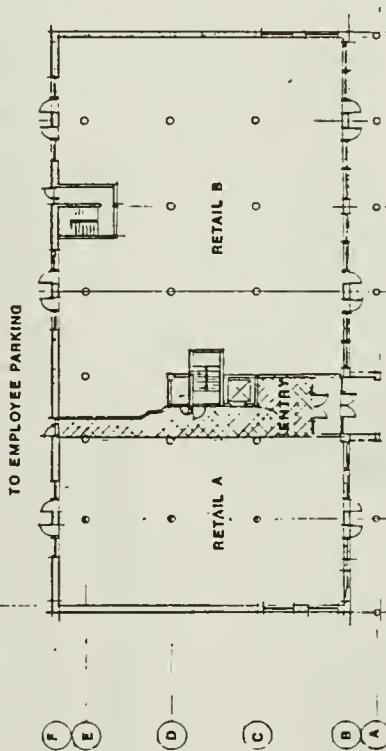 TO EMPLOYEE PARKING
RETAIL B
ENTRY
RETAIL A
F
E
D
C
B
A